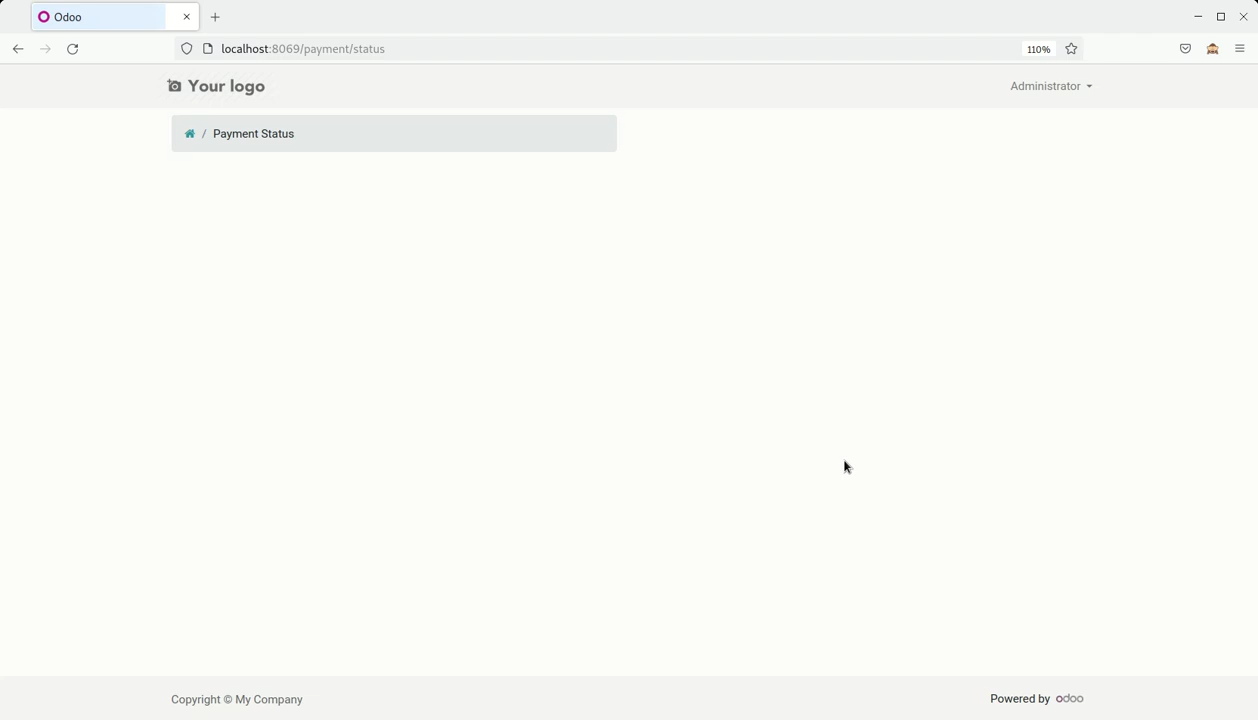 Odoo
localhost:8069/payment/status
110%
Your logo
Administrator
/ Payment Status
Copyright © My Company
Powered by odoo